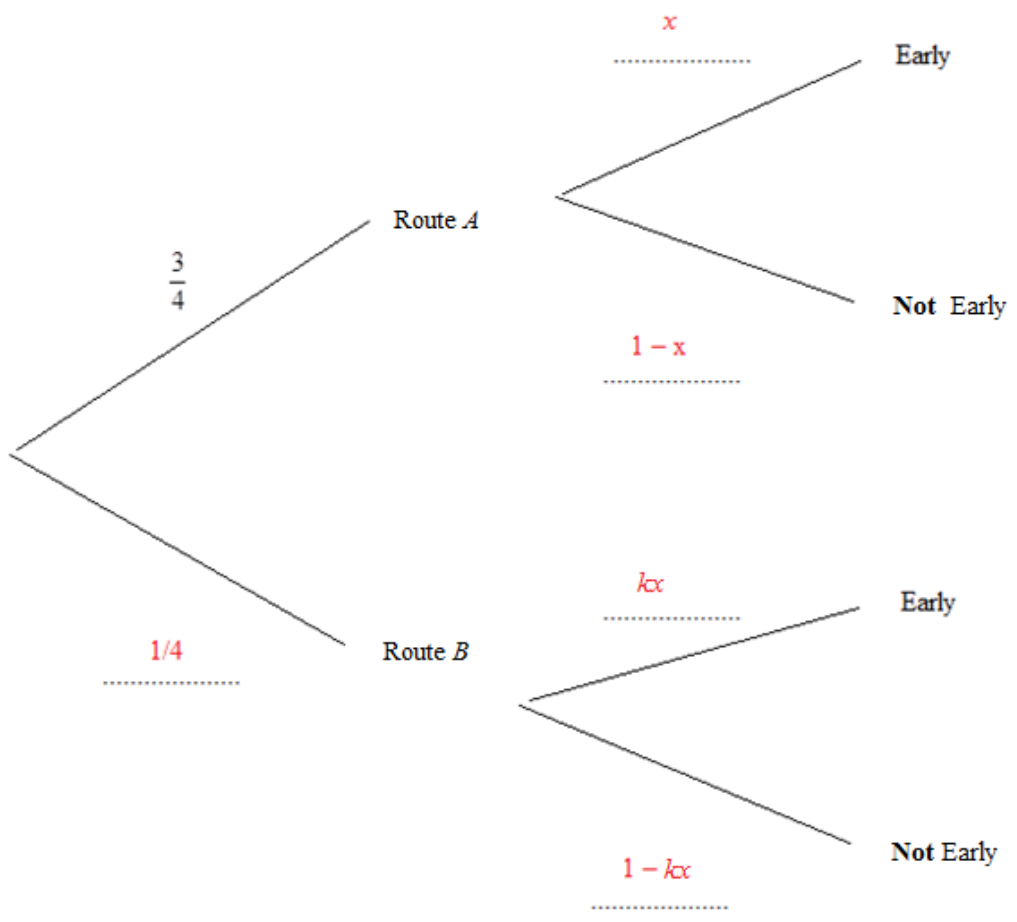 x
Early
Route A
3
4
Not Early
1 – x
kx
Early
1/4
Route B
Not Early
1 – kx